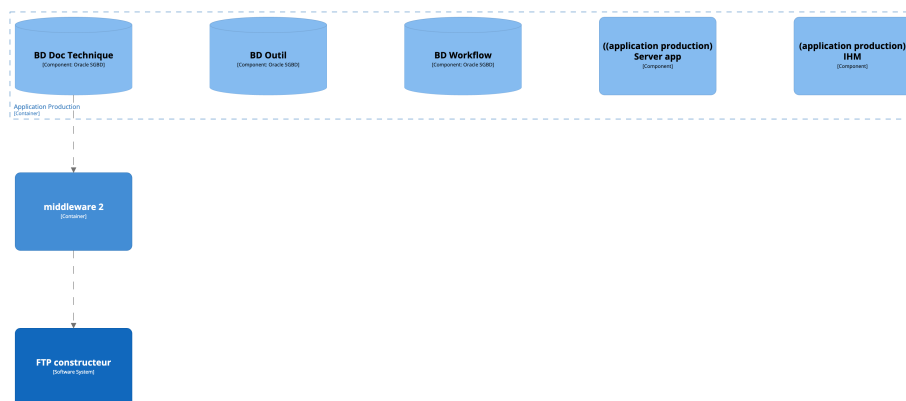 BD Doc Technique
[Component: Oracle SGBD]
BD Outil
[Component: Oracle SGBD]
BD Workflow
[Component: Oracle SGBD]
((application production)
Server app
[Component]
(application production)
IHM
[Component]
Application Production
[Container]
middleware 2
[Container]
FTP constructeur
[Software System]